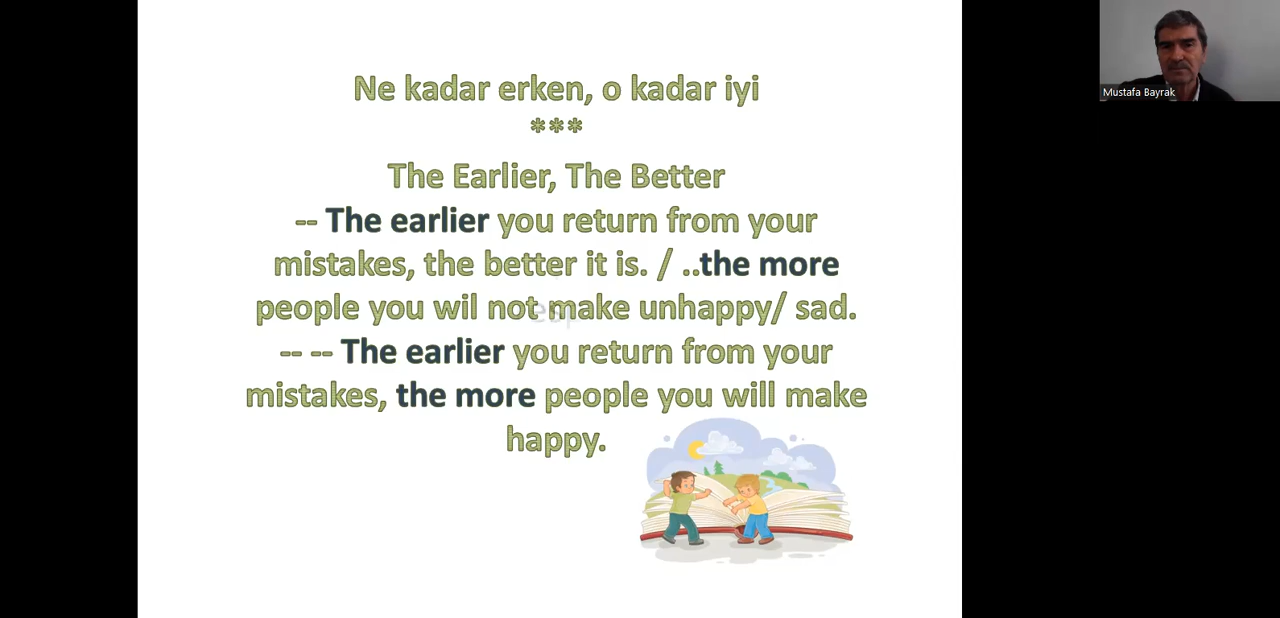 Ne kadar erken, o kadar iyi
***
The Earlier, The Better
-- The earlier you return from your
mistakes, the better it is. / ..the more
people you wil not make unhappy/ sad.
-- -- The earlier you return from your
mistakes, the more people you will make
happy.
Mustafa Bayrak